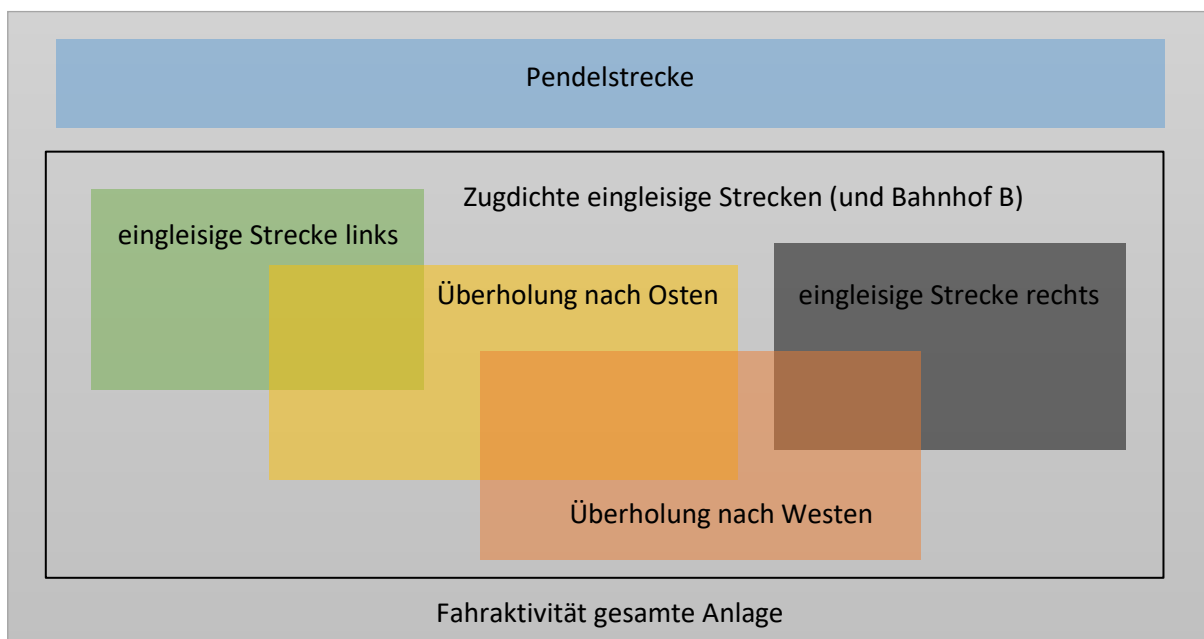 Pendelstrecke
Zugdichte eingleisige Strecken (und Bahnhof B)
eingleisige Strecke links
Überholung nach Osten
eingleisige Strecke rechts
Überholung nach Westen
Fahraktivität gesamte Anlage